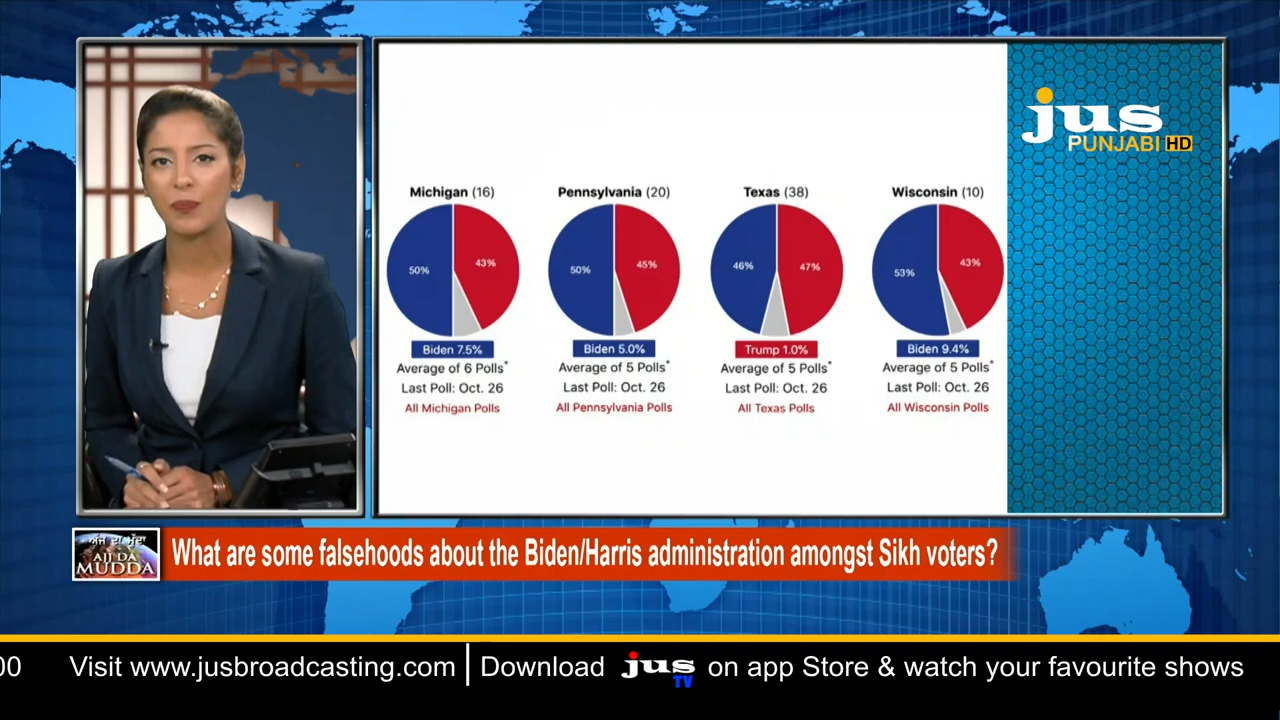 jus
PUNJABI HD
Michigan (16)
50%
43%
Biden 7.5%
Average of 6 Polls*
Last Poll: Oct. 26
All Michigan Polls
Pennsylvania (20)
50%
45%
Biden 5.0%
Average of 5 Polls*
Last Poll: Oct. 26
All Pennsylvania Polls
Texas (38)
46%
47%
Trump 1.0%
Average of 5 Polls*
Last Poll: Oct. 26
All Texas Polls
Wisconsin (10)
53%
43%
Biden 9.4%
Average of 5 Polls*
Last Poll: Oct. 26
All Wisconsin Polls
ਅੱਜ ਦਾ ਮੁੱਦਾ
AJJ DA
MUDDA
What are some falsehoods about the Biden/Harris administration amongst Sikh voters?
00 Visit www.jusbroadcasting.com | Download jus TV on app Store & watch your favourite shows